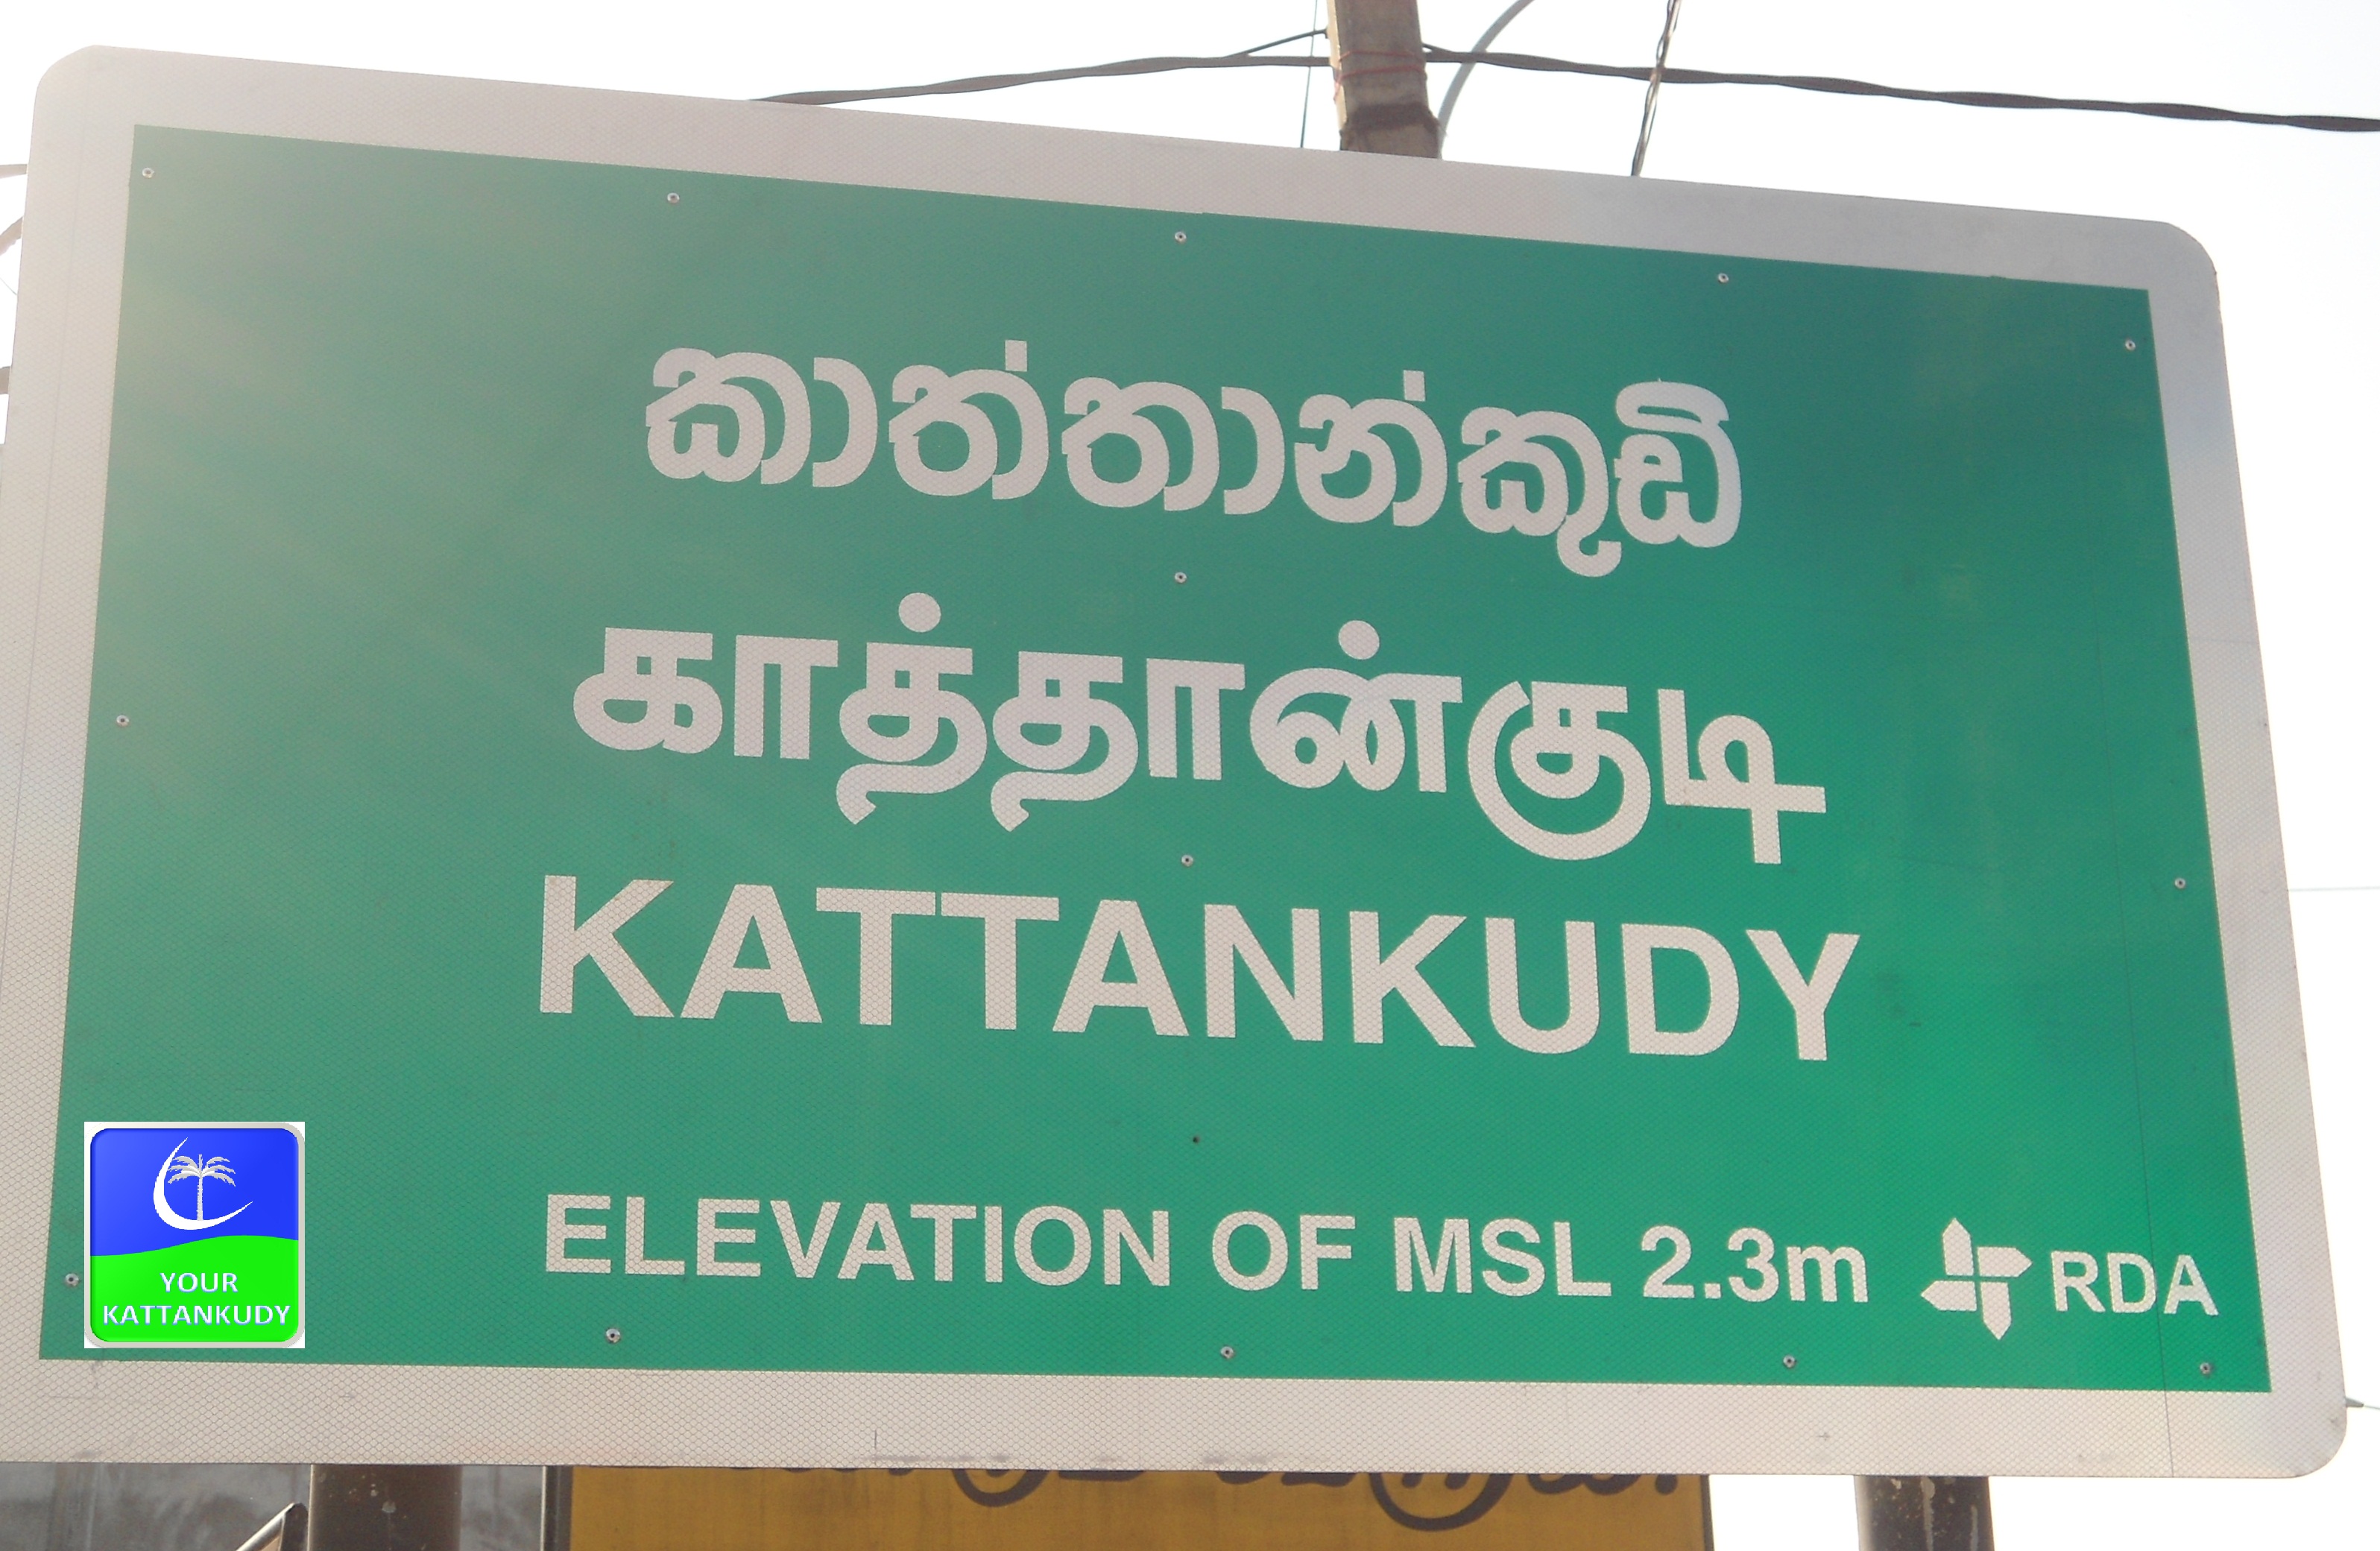 කාත්තාන්කුඩි
காத்தான்குடி
KATTANKUDY
ELEVATION OF MSL 2.3m RDA
YOUR
KATTANKUDY